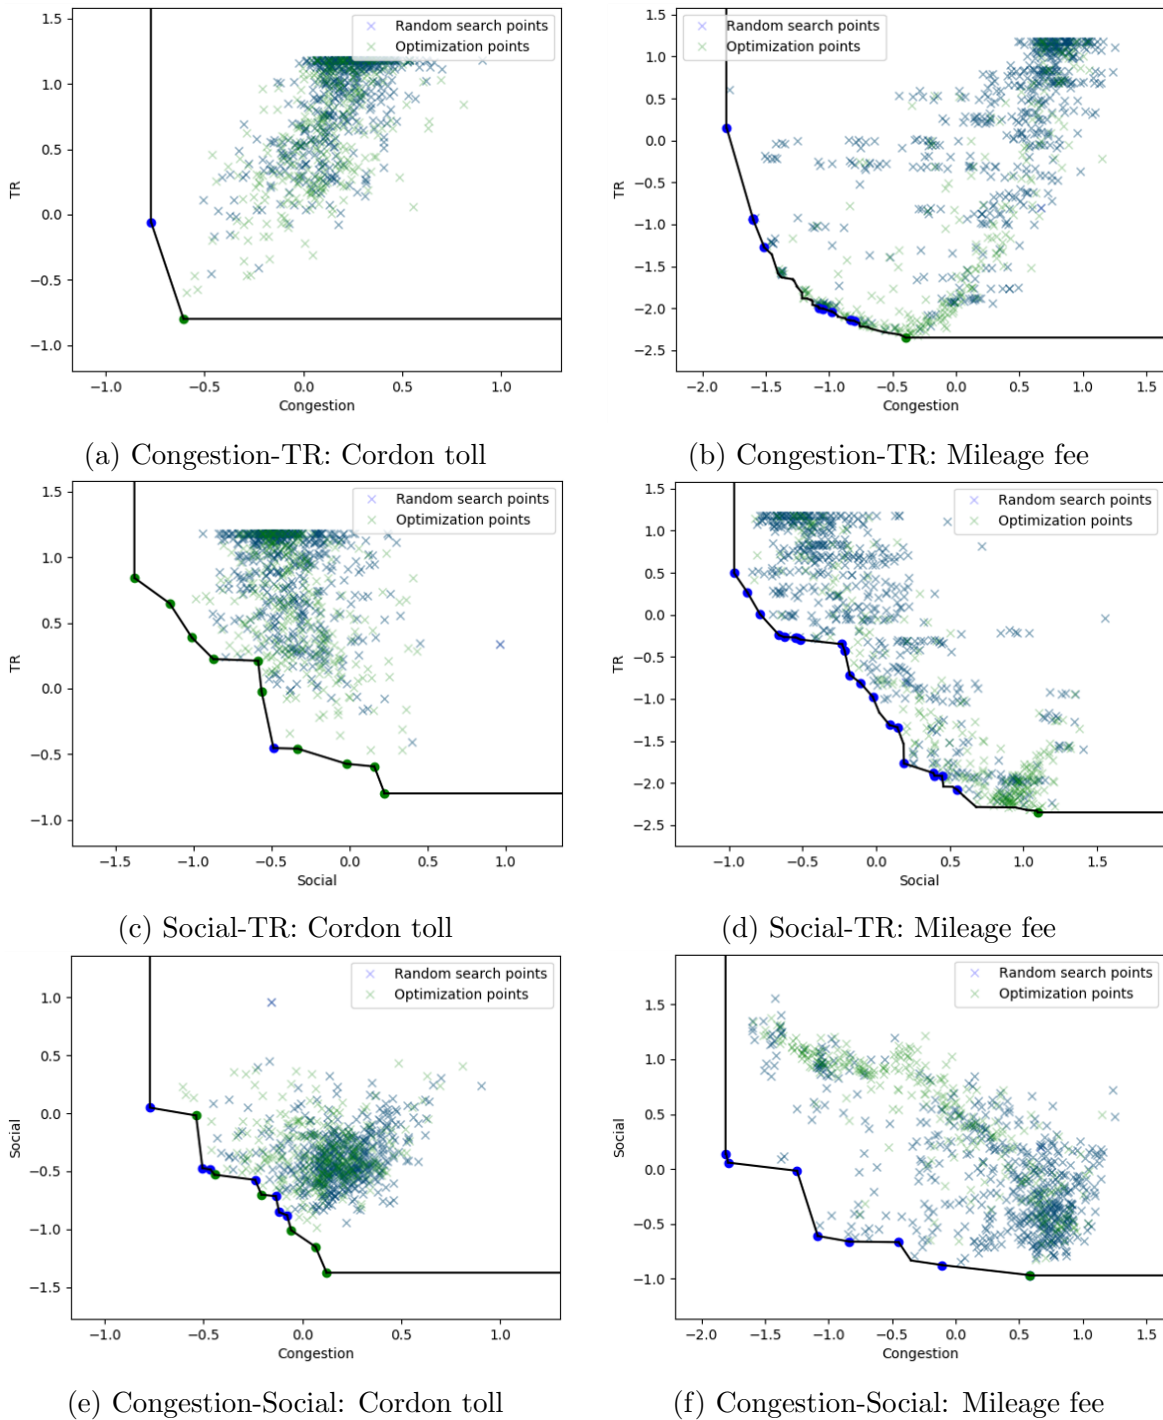 Random search points
Optimization points
1.5
1.0
0.5
0.0
−0.5
−1.0
TR
−1.0 −0.5 0.0 0.5 1.0
Congestion
(a) Congestion-TR: Cordon toll
Random search points
Optimization points
1.5
1.0
0.5
0.0
−0.5
−1.0
−1.5
−2.0
−2.5
TR
−2.0 −1.5 −1.0 −0.5 0.0 0.5 1.0 1.5
Congestion
(b) Congestion-TR: Mileage fee
Random search points
Optimization points
1.5
1.0
0.5
0.0
−0.5
−1.0
TR
−1.5 −1.0 −0.5 0.0 0.5 1.0
Social
(c) Social-TR: Cordon toll
Random search points
Optimization points
1.5
1.0
0.5
0.0
−0.5
−1.0
−1.5
−2.0
−2.5
TR
−1.0 −0.5 0.0 0.5 1.0 1.5
Social
(d) Social-TR: Mileage fee
Random search points
Optimization points
1.0
0.5
0.0
−0.5
−1.0
−1.5
Social
−1.0 −0.5 0.0 0.5 1.0
Congestion
(e) Congestion-Social: Cordon toll
Random search points
Optimization points
1.5
1.0
0.5
0.0
−0.5
−1.0
Social
−2.0 −1.5 −1.0 −0.5 0.0 0.5 1.0 1.5
Congestion
(f) Congestion-Social: Mileage fee